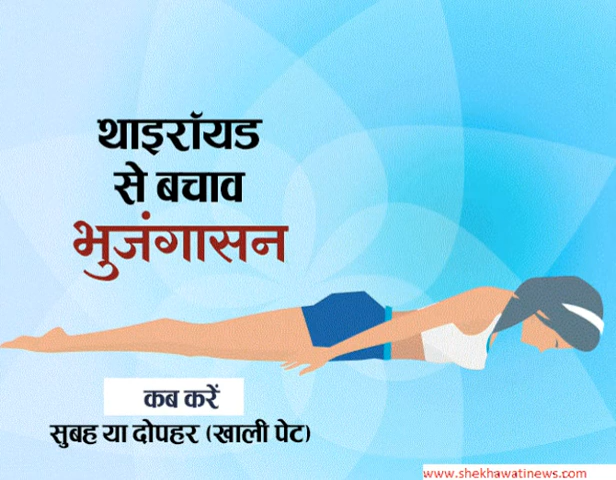 थाइरॉयड
से बचाव
भुजंगासन
कब करें
सुबह या दोपहर (खाली पेट)
www.shekhawatinews.com